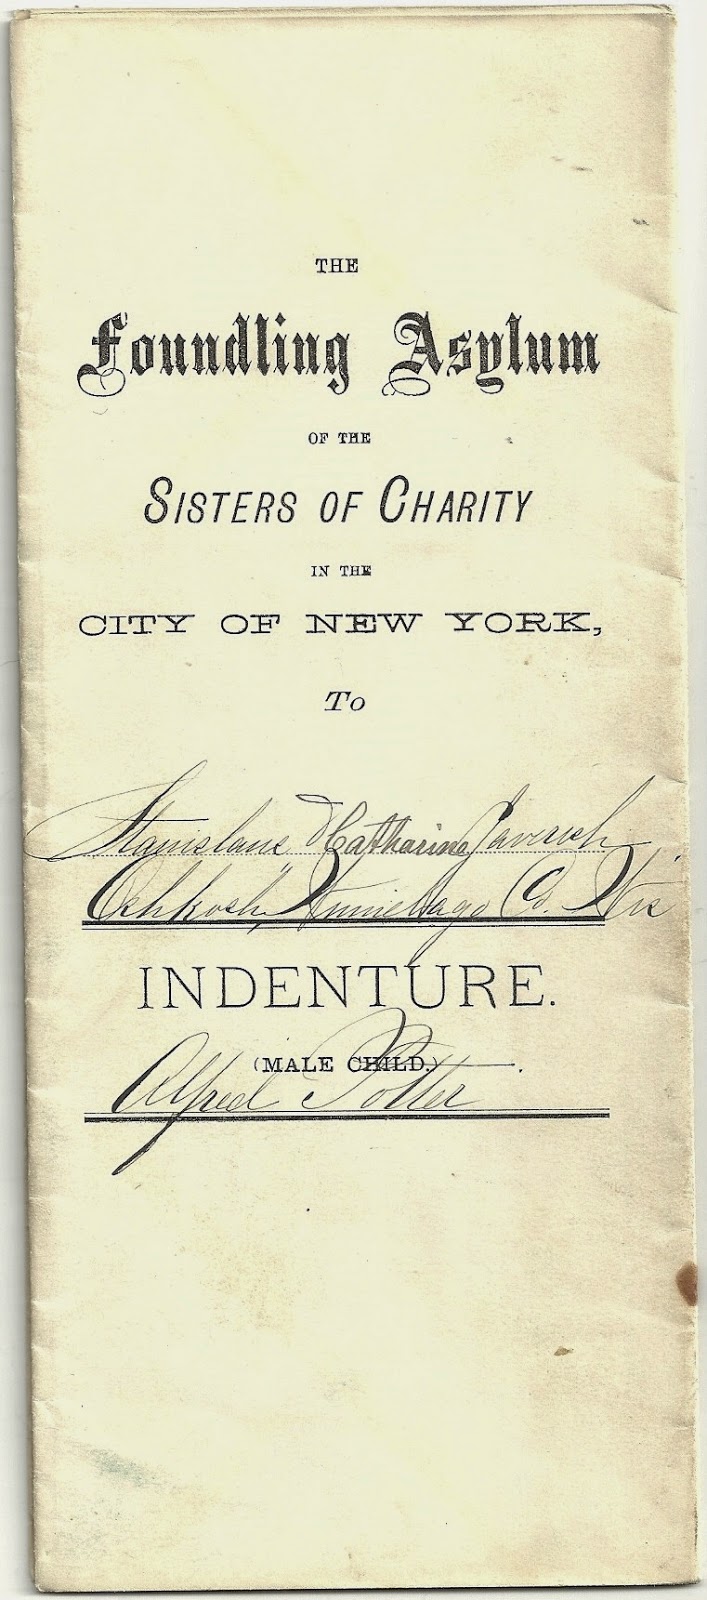 THE
Foundling Asylum
OF THE
SISTERS OF CHARITY
IN THE
CITY OF NEW YORK,
To
Stanislaus & Catharine
Oshkosh, Winnebago Co. Wis
INDENTURE.
(MALE CHILD.)
Alfred Potter